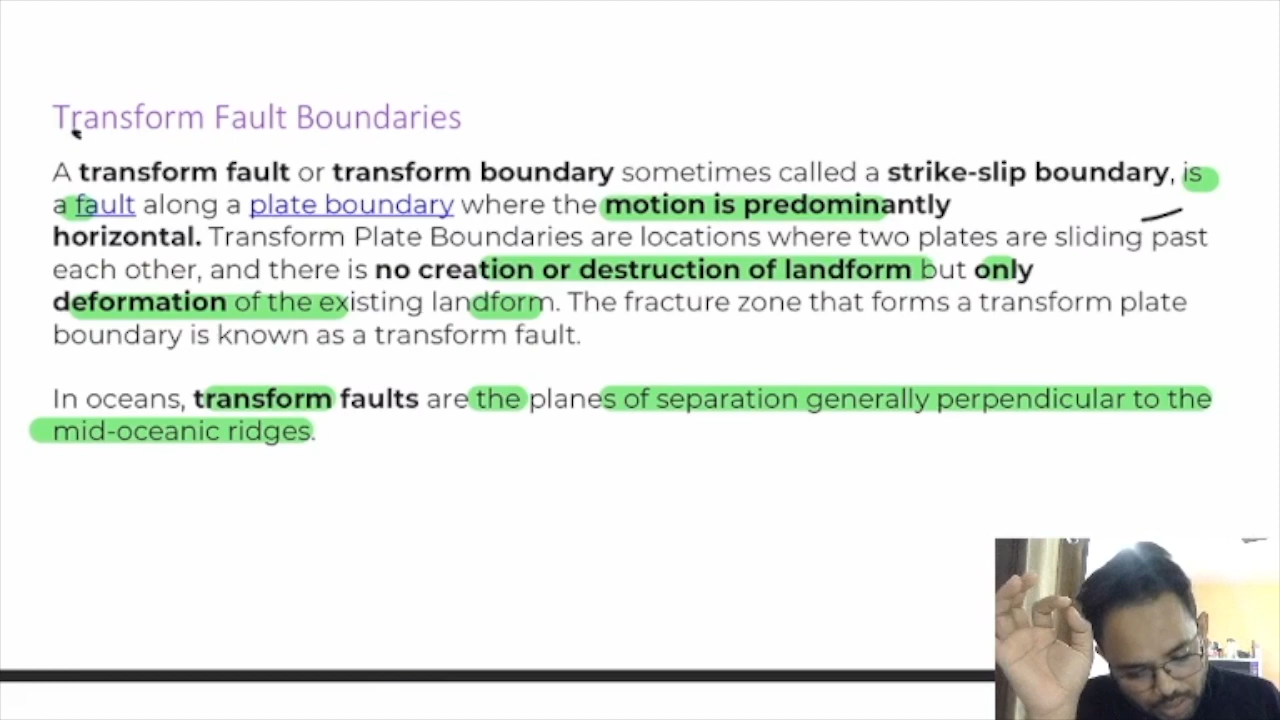 Transform Fault Boundaries
A transform fault or transform boundary sometimes called a strike-slip boundary, is
a fault along a plate boundary where the motion is predominantly
horizontal. Transform Plate Boundaries are locations where two plates are sliding past
each other, and there is no creation or destruction of landform but only
deformation of the existing landform. The fracture zone that forms a transform plate
boundary is known as a transform fault.
In oceans, transform faults are the planes of separation generally perpendicular to the
mid-oceanic ridges.